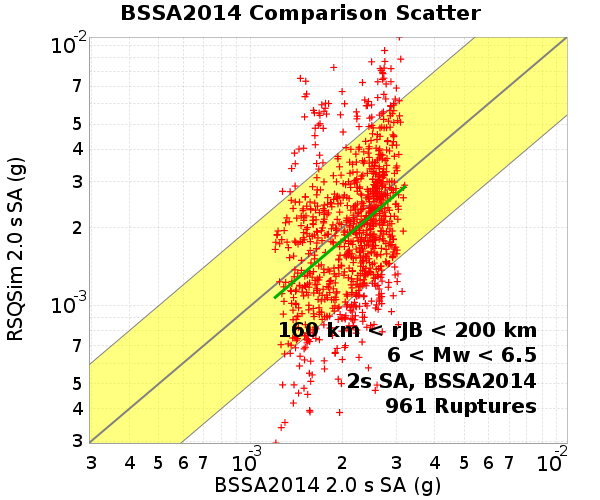 BSSA2014 Comparison Scatter
RSQSim 2.0 s SA (g)
10-2
7
5
4
3
2
10-3
7
5
4
3
160 km < rJB < 200 km
6 < Mw < 6.5
2s SA, BSSA2014
961 Ruptures
3 4 5 6 7 10-3 2 3 4 5 6 7 10-2
BSSA2014 2.0 s SA (g)